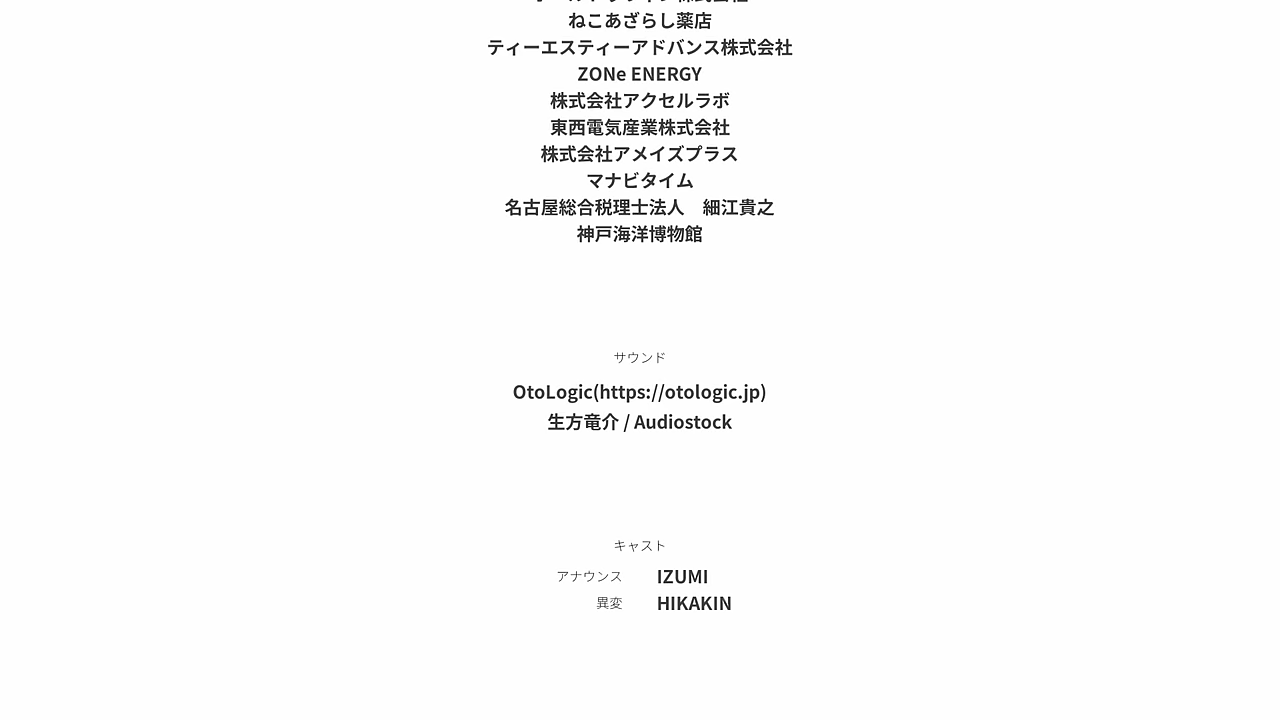 ねこあざらし薬店
ティーエスティーアドバンス株式会社
ZONe ENERGY
株式会社アクセルラボ
東西電気産業株式会社
株式会社アメイズプラス
マナビタイム
名古屋総合税理士法人　細江貴之
神戸海洋博物館
サウンド
OtoLogic(https://otologic.jp)
生方竜介 / Audiostock
キャスト
アナウンス　IZUMI
異変　HIKAKIN